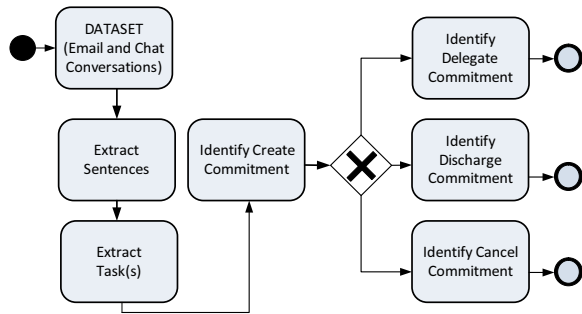 DATASET
(Email and Chat
Conversations)
Extract
Sentences
Extract
Task(s)
Identify Create
Commitment
Identify
Delegate
Commitment
Identify
Discharge
Commitment
Identify Cancel
Commitment